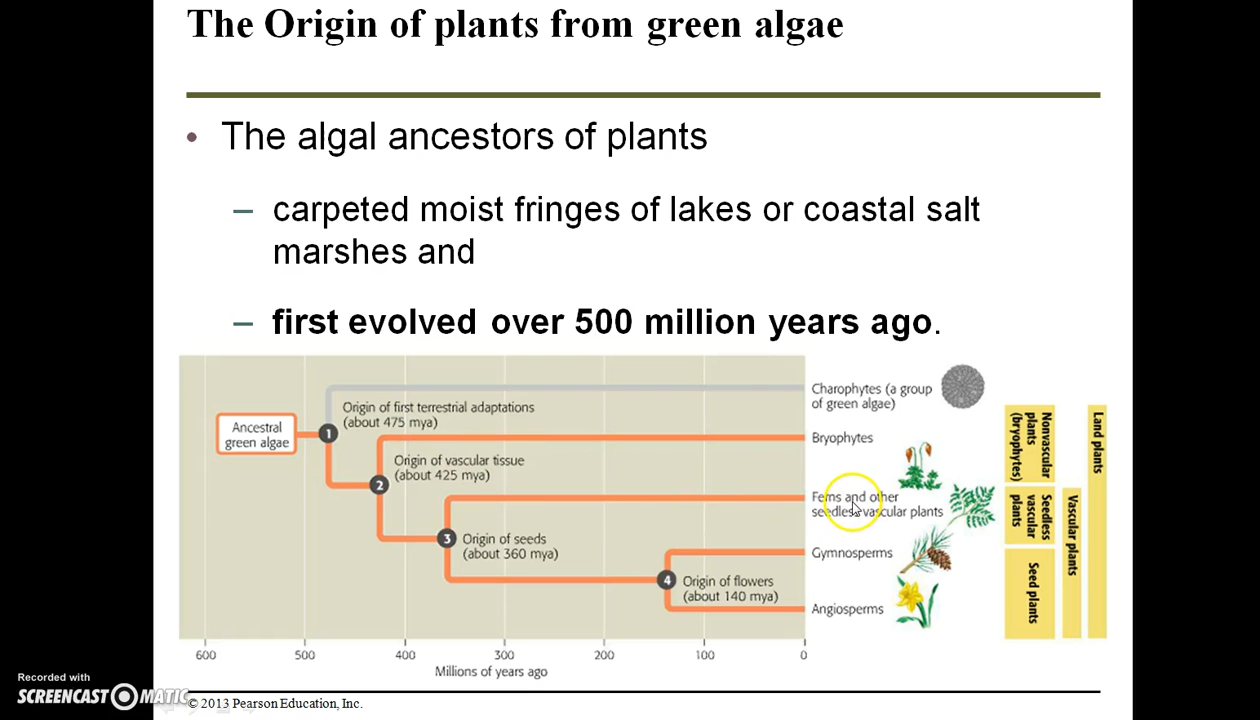 The Origin of plants from green algae
• The algal ancestors of plants
– carpeted moist fringes of lakes or coastal salt
marshes and
– first evolved over 500 million years ago.
Ancestral
green algae
1
Origin of first terrestrial adaptations
(about 475 mya)
2
Origin of vascular tissue
(about 425 mya)
3
Origin of seeds
(about 360 mya)
4
Origin of flowers
(about 140 mya)
Charophytes (a group
of green algae)
Bryophytes
Ferns and other
seedless vascular plants
Gymnosperms
Angiosperms
Nonvascular
plants
(bryophytes)
Seedless
vascular
plants
Seed plants
Vascular plants
Land plants
600 500 400 300 200 100 0
Millions of years ago
Recorded with
SCREENCAST MATIC
© 2013 Pearson Education, Inc.